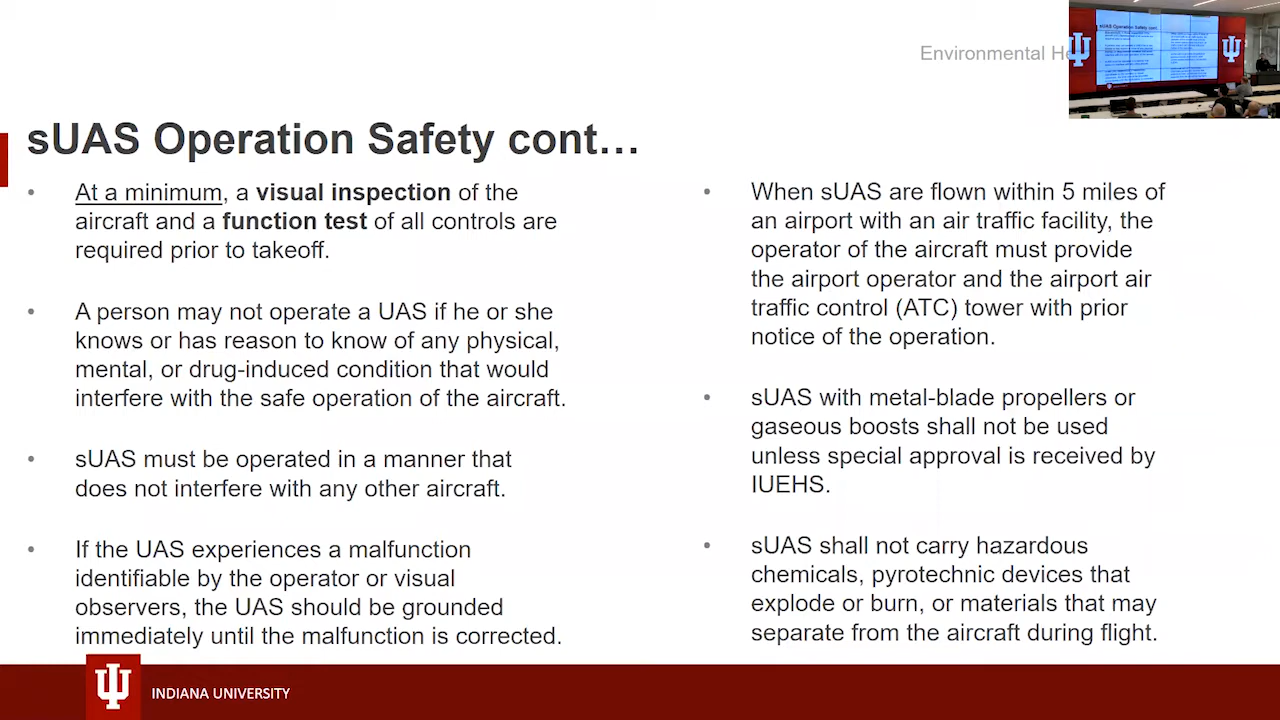 Environmental
sUAS Operation Safety cont…
• At a minimum, a visual inspection of the
aircraft and a function test of all controls are
required prior to takeoff.
• A person may not operate a UAS if he or she
knows or has reason to know of any physical,
mental, or drug-induced condition that would
interfere with the safe operation of the aircraft.
• sUAS must be operated in a manner that
does not interfere with any other aircraft.
• If the UAS experiences a malfunction
identifiable by the operator or visual
observers, the UAS should be grounded
immediately until the malfunction is corrected.
• When sUAS are flown within 5 miles of
an airport with an air traffic facility, the
operator of the aircraft must provide
the airport operator and the airport air
traffic control (ATC) tower with prior
notice of the operation.
• sUAS with metal-blade propellers or
gaseous boosts shall not be used
unless special approval is received by
IUEHS.
• sUAS shall not carry hazardous
chemicals, pyrotechnic devices that
explode or burn, or materials that may
separate from the aircraft during flight.
INDIANA UNIVERSITY
sUAS Operation Safety cont